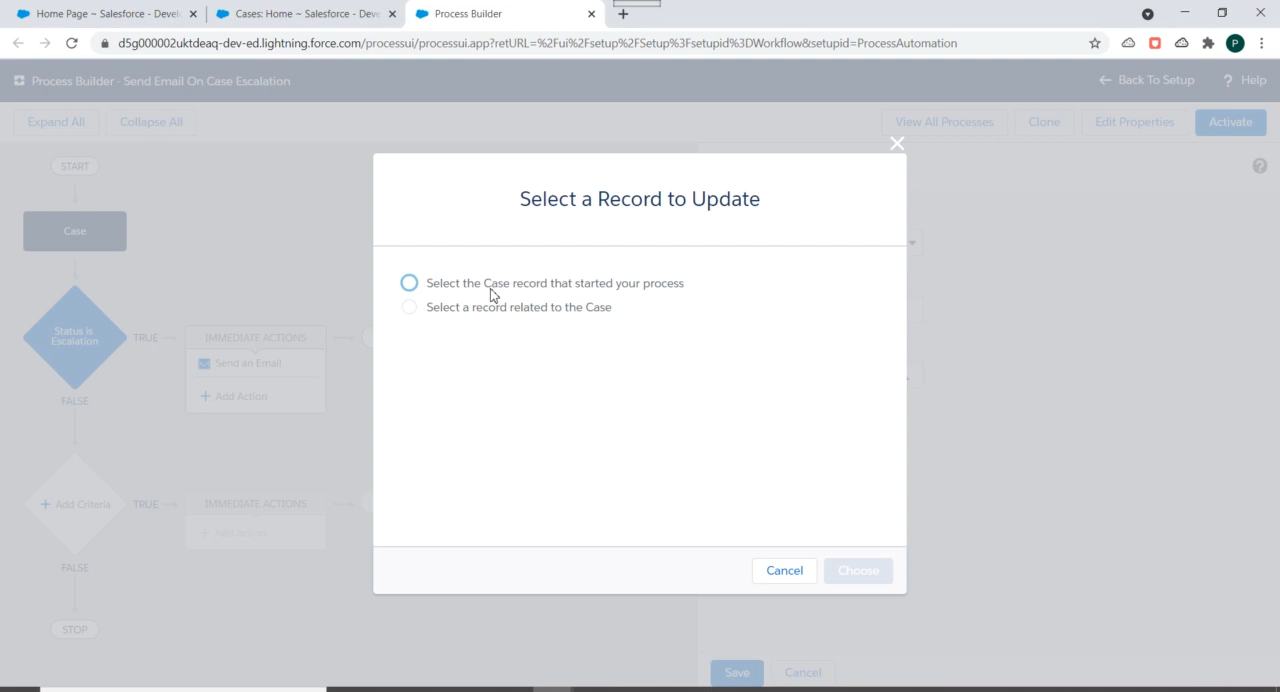 Home Page ~ Salesforce - Devel
Cases: Home ~ Salesforce - Deve
Process Builder
d5g000002uktdeaq-dev-ed.lightning.force.com/processui/processui.app?retURL=%2Fui%2Fsetup%2FSetup%3Fsetupid%3DWorkflow&setupid=ProcessAutomation
P
Process Builder - Send Email On Case Escalation
Back To Setup
? Help
Expand All
Collapse All
View All Processes
Clone
Edit Properties
Activate
START
Case
Status is
Escalation
TRUE
IMMEDIATE ACTIONS
Send an Email
+ Add Action
FALSE
+ Add Criteria
TRUE
IMMEDIATE ACTIONS
+ Add Action
FALSE
STOP
Select a Record to Update
Select the Case record that started your process
Select a record related to the Case
Cancel
Choose
Save
Cancel